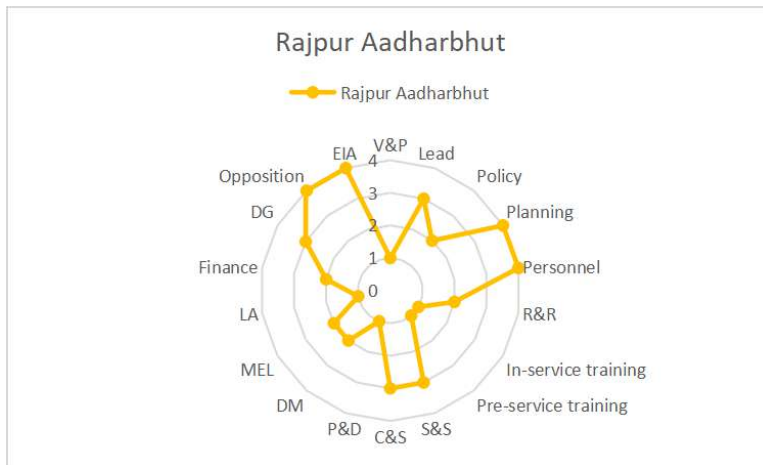 Rajpur Aadharbhut
Rajpur Aadharbhut
V&P
Lead
Policy
Planning
Personnel
R&R
In-service training
Pre-service training
S&S
C&S
P&D
DM
MEL
LA
Finance
DG
Opposition
EIA
4
3
2
1
0